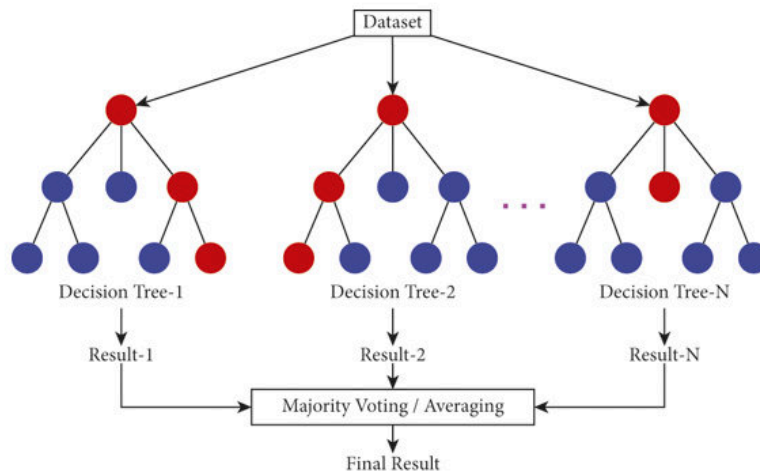 Dataset
Decision Tree-1
Decision Tree-2
Decision Tree-N
Result-1
Result-2
Result-N
Majority Voting / Averaging
Final Result